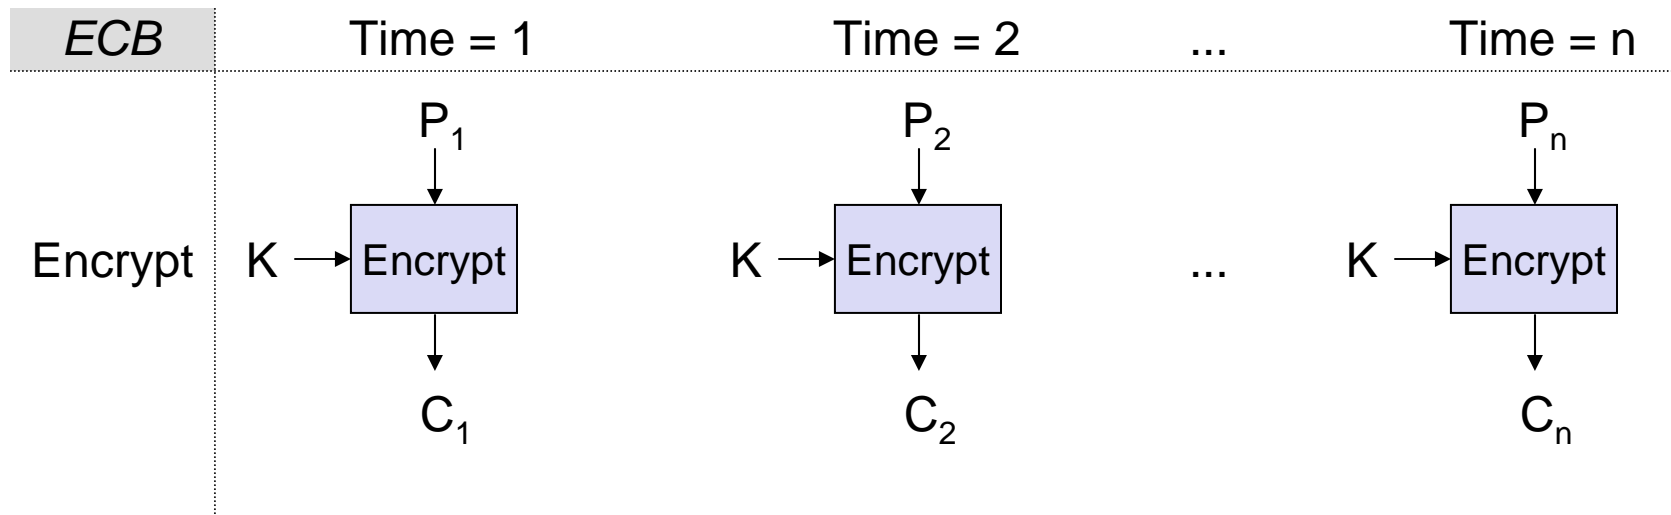 ECB Time = 1 Time = 2 ... Time = n
P1 P2 Pn
Encrypt K Encrypt K Encrypt ... K Encrypt
C1 C2 Cn